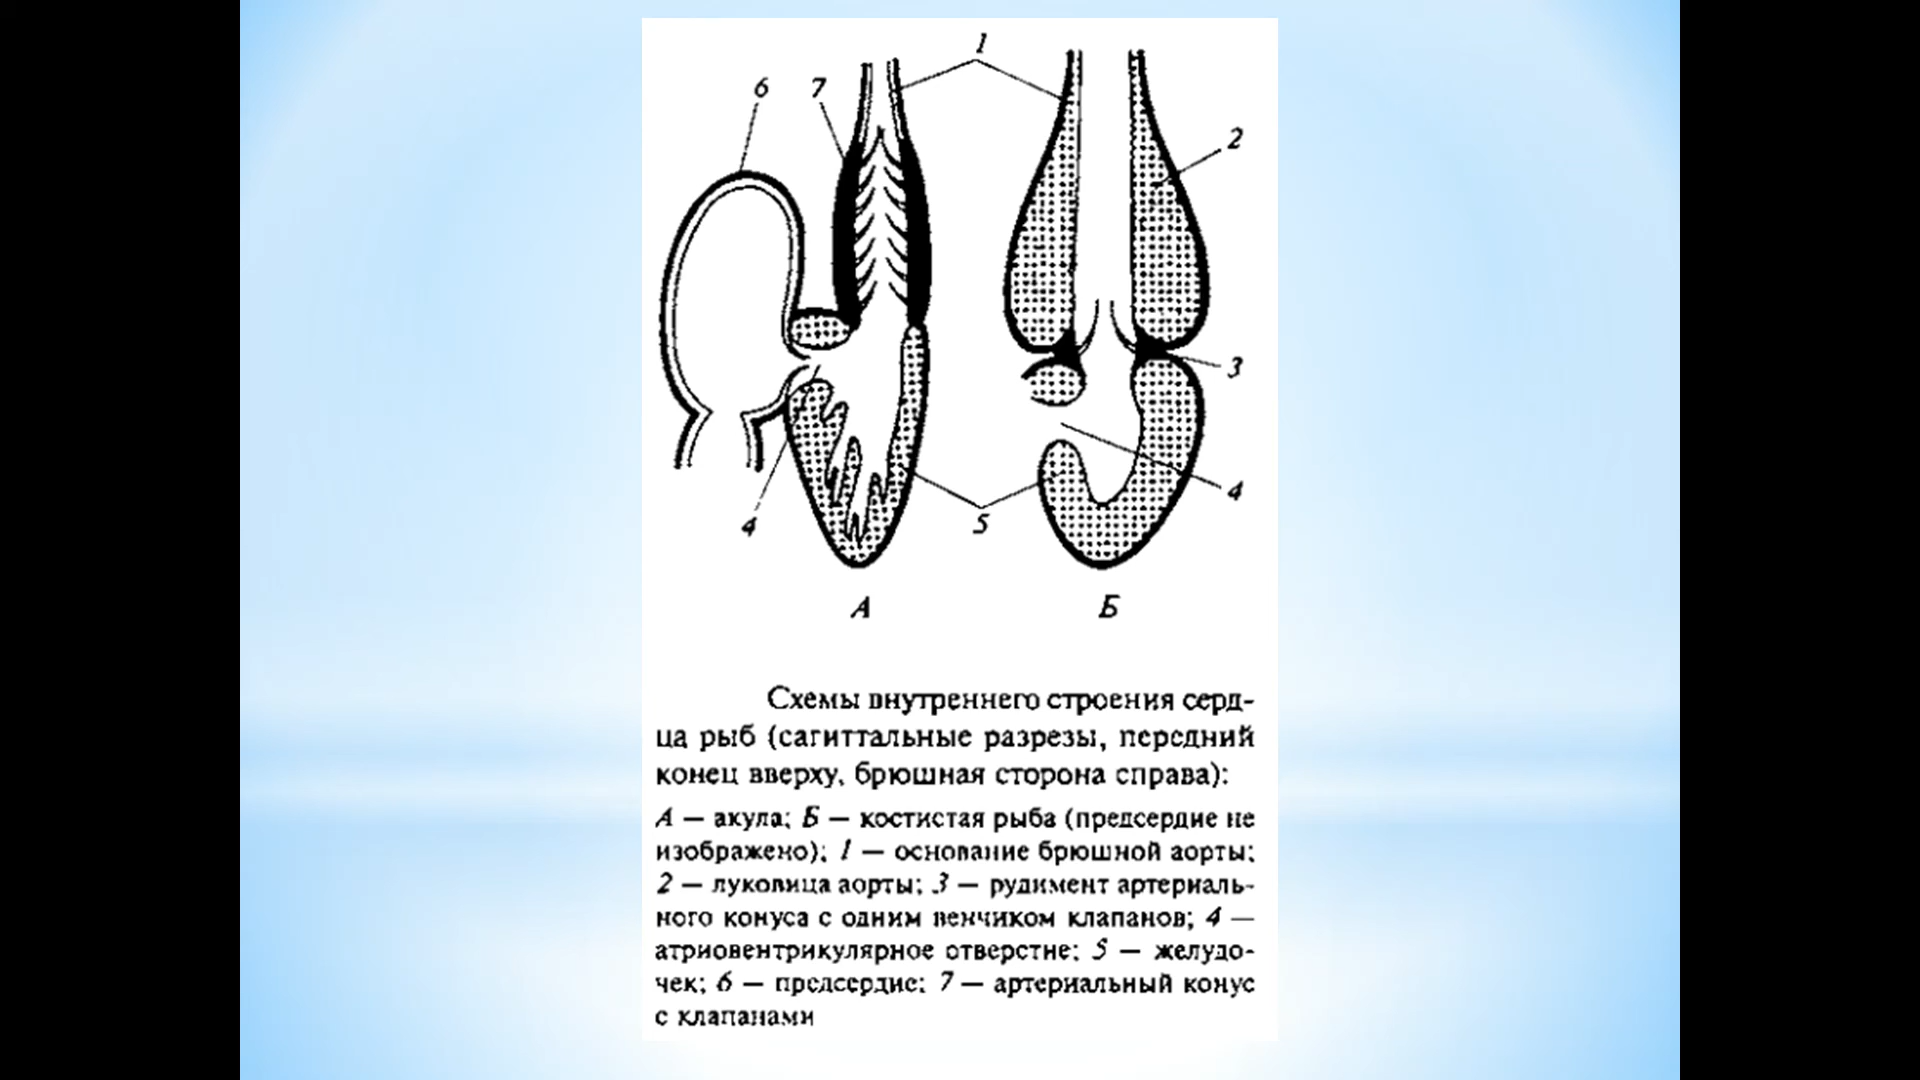 1
6 7
2
3
4
4 5
А Б
Схемы внутреннего строения серд-
ца рыб (сагиттальные разрезы, передний
конец вверху, брюшная сторона справа):
А — акула; Б — костистая рыба (предсердие не
изображено); 1 — основание брюшной аорты;
2 — луковица аорты; 3 — рудимент артериаль-
ного конуса с одним венчиком клапанов; 4 —
атриовентрикулярное отверстие; 5 — желудо-
чек; 6 — предсердие; 7 — артериальный конус
с клапанами